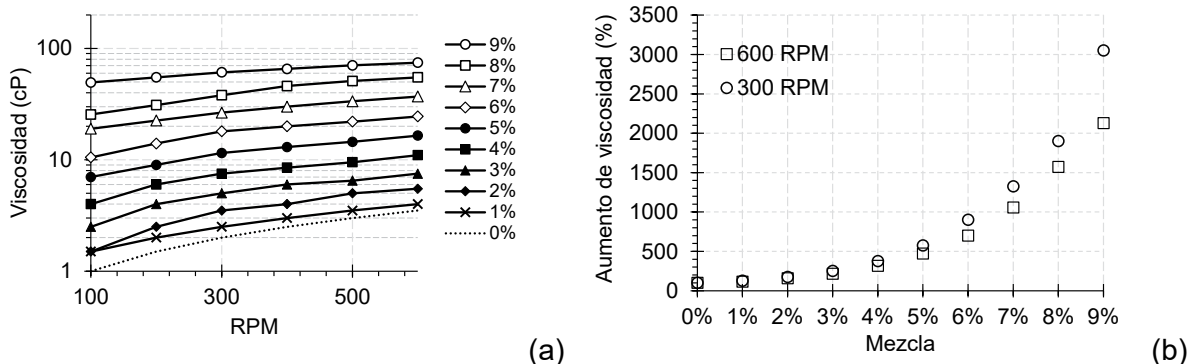 Viscosidad (cP)
100
10
1
100
300
500
RPM
9%
8%
7%
6%
5%
4%
3%
2%
1%
0%
(a)
Aumento de viscosidad (%)
3500
3000
2500
2000
1500
1000
500
0
600 RPM
300 RPM
0% 1% 2% 3% 4% 5% 6% 7% 8% 9%
Mezcla
(b)